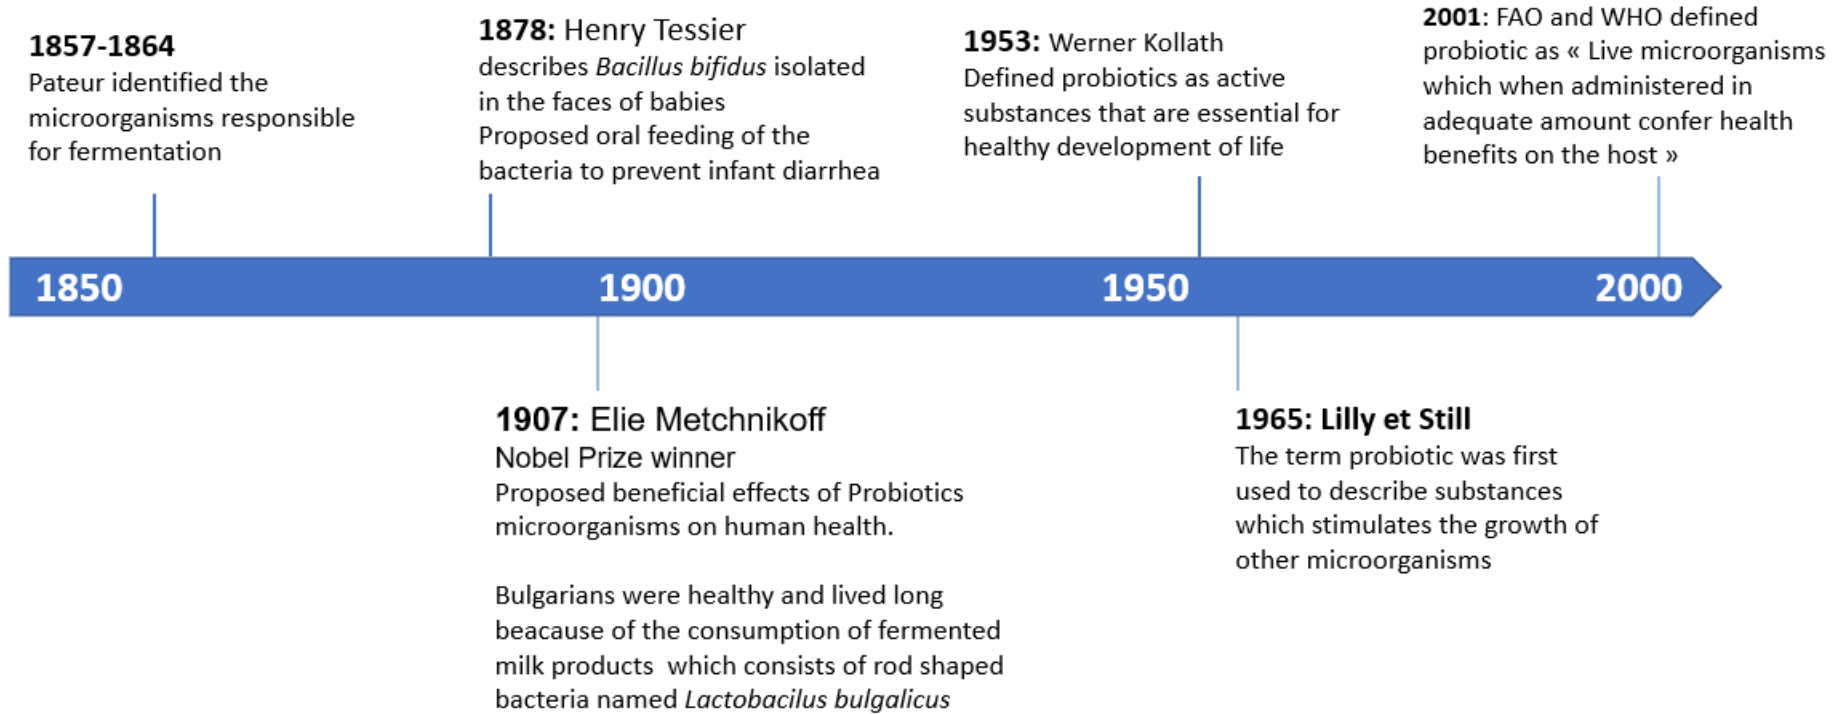 1857-1864
Pateur identified the
microorganisms responsible
for fermentation
1878: Henry Tessier
describes Bacillus bifidus isolated
in the faces of babies
Proposed oral feeding of the
bacteria to prevent infant diarrhea
1953: Werner Kollath
Defined probiotics as active
substances that are essential for
healthy development of life
2001: FAO and WHO defined
probiotic as « Live microorganisms
which when administered in
adequate amount confer health
benefits on the host »
1850
1900
1950
2000
1907: Elie Metchnikoff
Nobel Prize winner
Proposed beneficial effects of Probiotics
microorganisms on human health.
Bulgarians were healthy and lived long
beacause of the consumption of fermented
milk products which consists of rod shaped
bacteria named Lactobacilus bulgalicus
1965: Lilly et Still
The term probiotic was first
used to describe substances
which stimulates the growth of
other microorganisms